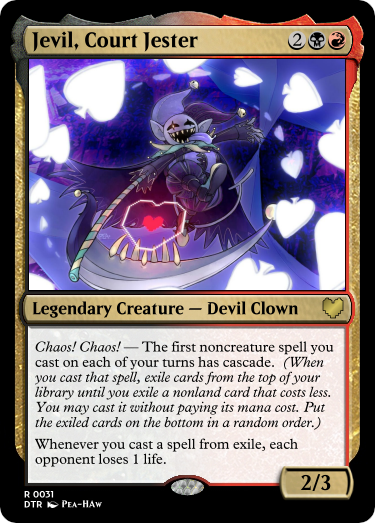 Jevil, Court Jester 2
Legendary Creature — Devil Clown
Chaos! Chaos! — The first noncreature spell you
cast on each of your turns has cascade. (When
you cast that spell, exile cards from the top of your
library until you exile a nonland card that costs less.
You may cast it without paying its mana cost. Put
the exiled cards on the bottom in a random order.)
Whenever you cast a spell from exile, each
opponent loses 1 life.
2/3
R 0031
DTR Pea-HAw